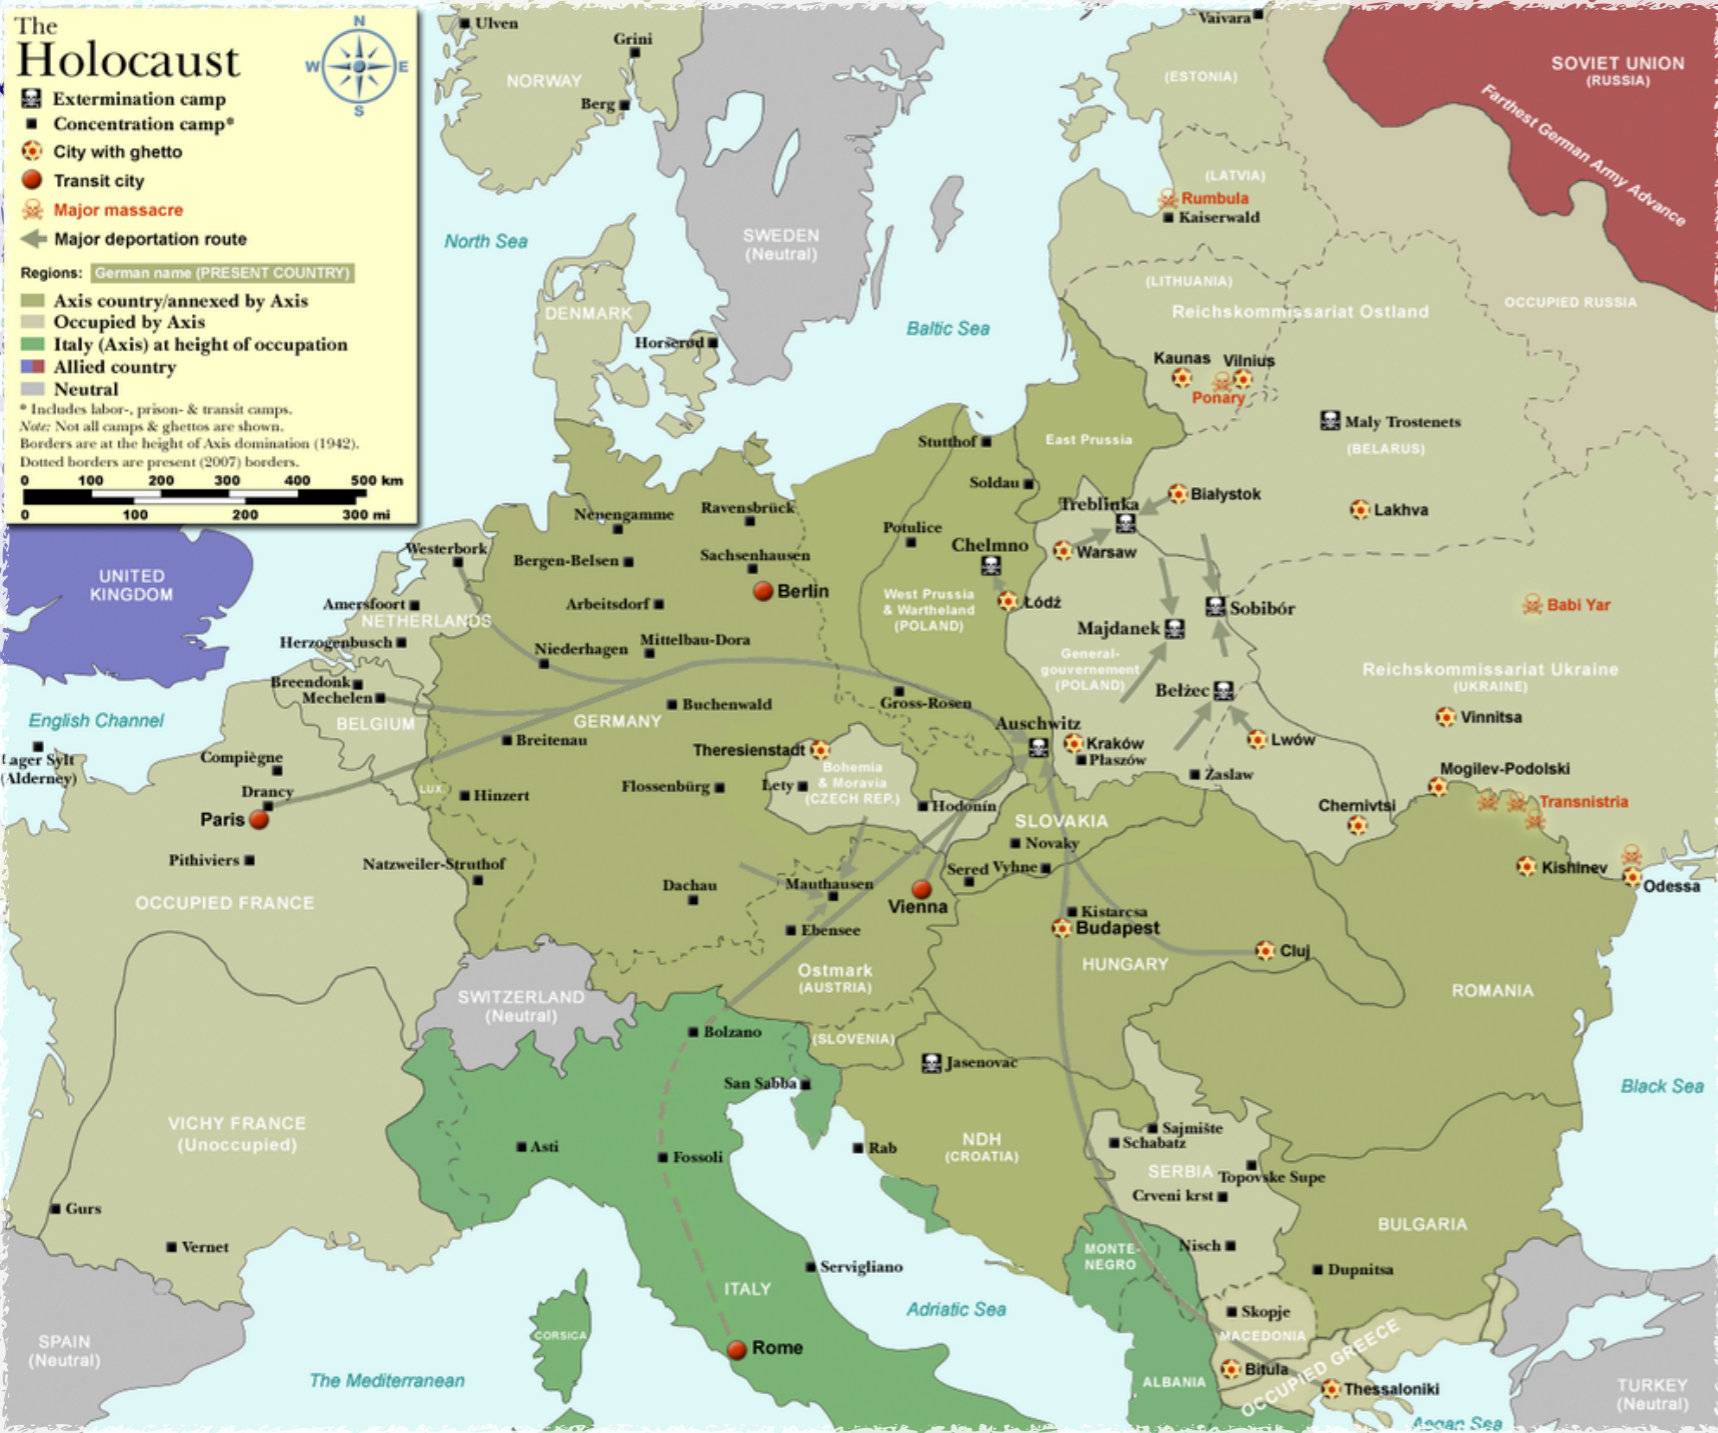 The
Holocaust
Extermination camp
Concentration camp*
City with ghetto
Transit city
Major massacre
Major deportation route
Regions: German name (PRESENT COUNTRY)
Axis country/annexed by Axis
Occupied by Axis
Italy (Axis) at height of occupation
Allied country
Neutral
* Includes labor-, prison- & transit camps.
Note: Not all camps & ghettos are shown.
Borders are at the height of Axis domination (1942).
Dotted borders are present (2007) borders.
0 100 200 300 400 500 km
0 100 200 300 mi
N
W E
S
Ulven
Grini
NORWAY
Berg
Vaivara
(ESTONIA)
SOVIET UNION
(RUSSIA)
Farthest German Army Advance
(LATVIA)
Rumbula
Kaiserwald
North Sea
SWEDEN
(Neutral)
(LITHUANIA)
Reichskommissariat Ostland
OCCUPIED RUSSIA
DENMARK
Horserød
Baltic Sea
Kaunas
Vilnius
Ponary
Maly Trostenets
(BELARUS)
East Prussia
Stutthof
Soldau
Treblinka
Białystok
Lakhva
Neuengamme
Ravensbrück
Potulice
Chelmno
Warsaw
Westerbork
Bergen-Belsen
Sachsenhausen
Berlin
UNITED
KINGDOM
Amersfoort
NETHERLANDS
Arbeitsdorf
West Prussia
& Wartheland
(POLAND)
Łódź
Sobibór
Babi Yar
Herzogenbusch
Niederhagen
Mittelbau-Dora
Majdanek
General-
gouvernement
(POLAND)
Reichskommissariat Ukraine
(UKRAINE)
Breendonk
Mechelen
BELGIUM
Buchenwald
GERMANY
Gross-Rosen
Bełżec
English Channel
Vinnitsa
Lager Sylt
(Alderney)
Compiègne
Breitenau
Theresienstadt
Auschwitz
Kraków
Płaszów
Lwów
Drancy
Paris
LUX.
Hinzert
Flossenbürg
Lety
Bohemia
& Moravia
(CZECH REP.)
Hodonín
Zaslaw
Mogilev-Podolski
Transnistria
Chernivtsi
SLOVAKIA
Novaky
Pithiviers
Natzweiler-Struthof
Sered
Vyhne
Kishinev
Odessa
Dachau
Mauthausen
Vienna
OCCUPIED FRANCE
Ebensee
Kistarcsa
Budapest
Cluj
HUNGARY
Ostmark
(AUSTRIA)
ROMANIA
SWITZERLAND
(Neutral)
Bolzano
(SLOVENIA)
Jasenovac
San Sabba
Black Sea
VICHY FRANCE
(Unoccupied)
Asti
Fossoli
Rab
NDH
(CROATIA)
Sajmište
Schabatz
SERBIA
Topovske Supe
Crveni krst
Gurs
Vernet
BULGARIA
MONTE-
NEGRO
Nisch
Servigliano
Dupnitsa
ITALY
Adriatic Sea
Skopje
MACEDONIA
CORSICA
SPAIN
(Neutral)
Rome
The Mediterranean
Bitula
ALBANIA
OCCUPIED GREECE
Thessaloniki
TURKEY
(Neutral)
Aegan Sea